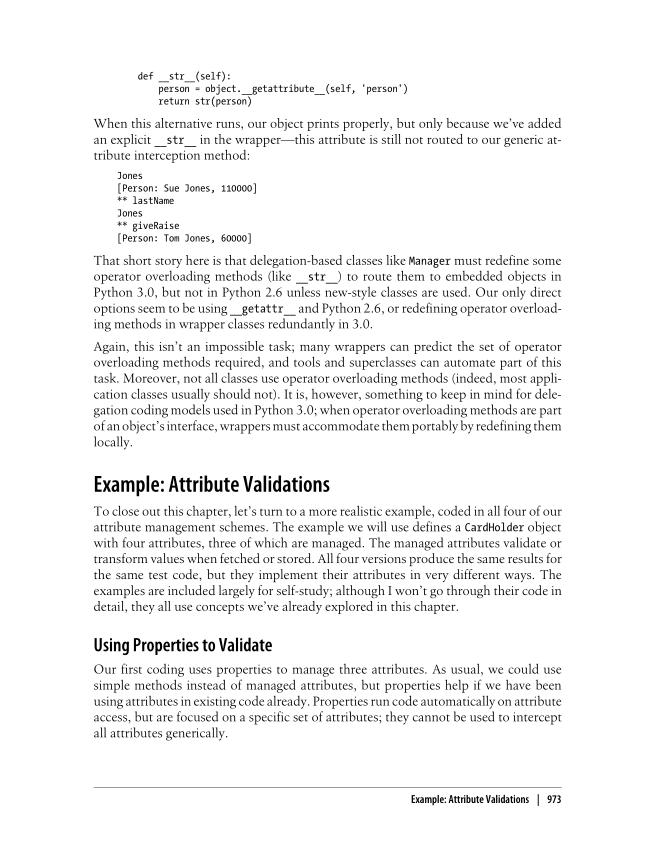 def __str__(self):
person = object.__getattribute__(self, 'person')
return str(person)
When this alternative runs, our object prints properly, but only because we've added
an explicit __str__ in the wrapper—this attribute is still not routed to our generic at-
tribute interception method:
Jones
[Person: Sue Jones, 110000]
** lastName
Jones
** giveRaise
[Person: Tom Jones, 60000]
That short story here is that delegation-based classes like Manager must redefine some
operator overloading methods (like __str__) to route them to embedded objects in
Python 3.0, but not in Python 2.6 unless new-style classes are used. Our only direct
options seem to be using __getattr__ and Python 2.6, or redefining operator overload-
ing methods in wrapper classes redundantly in 3.0.
Again, this isn't an impossible task; many wrappers can predict the set of operator
overloading methods required, and tools and superclasses can automate part of this
task. Moreover, not all classes use operator overloading methods (indeed, most appli-
cation classes usually should not). It is, however, something to keep in mind for dele-
gation coding models used in Python 3.0; when operator overloading methods are part
of an object's interface, wrappers must accommodate them portably by redefining them
locally.
Example: Attribute Validations
To close out this chapter, let's turn to a more realistic example, coded in all four of our
attribute management schemes. The example we will use defines a CardHolder object
with four attributes, three of which are managed. The managed attributes validate or
transform values when fetched or stored. All four versions produce the same results for
the same test code, but they implement their attributes in very different ways. The
examples are included largely for self-study; although I won't go through their code in
detail, they all use concepts we've already explored in this chapter.
Using Properties to Validate
Our first coding uses properties to manage three attributes. As usual, we could use
simple methods instead of managed attributes, but properties help if we have been
using attributes in existing code already. Properties run code automatically on attribute
access, but are focused on a specific set of attributes; they cannot be used to intercept
all attributes generically.
Example: Attribute Validations | 973